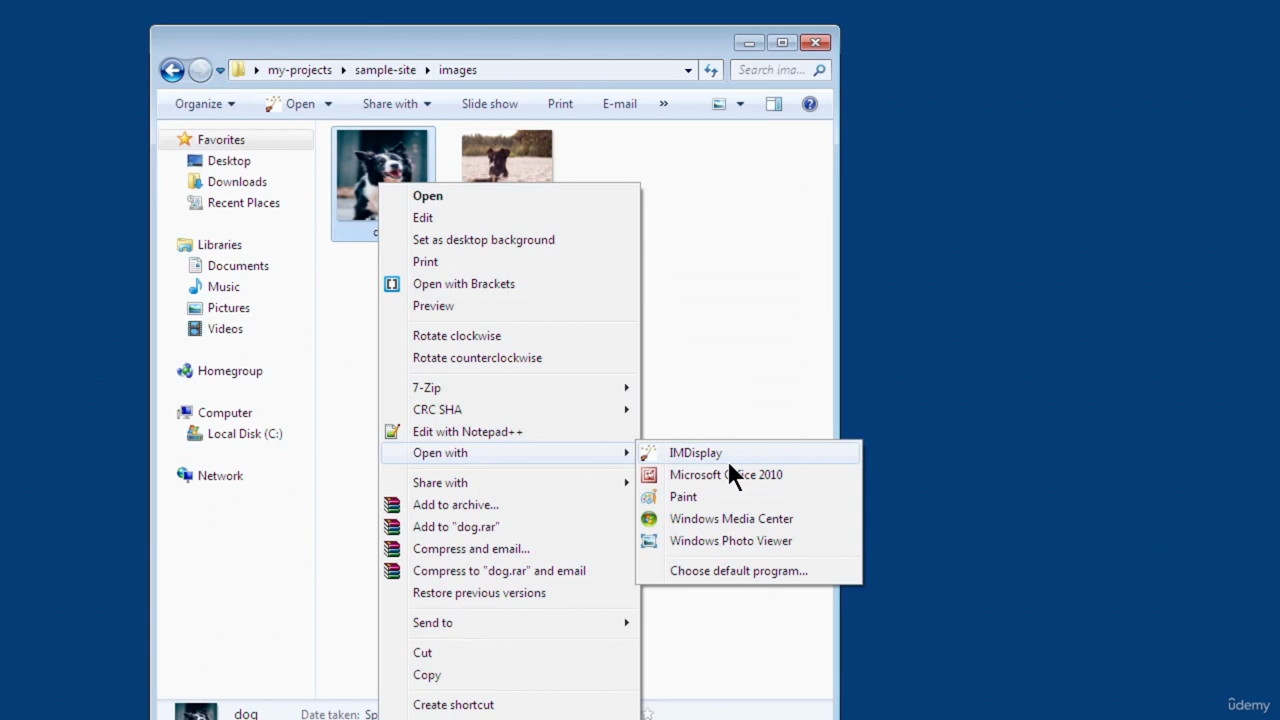 my-projects sample-site images
Search ima...
Organize Open Share with Slide show Print E-mail »
Favorites
Desktop
Downloads
Recent Places
Libraries
Documents
Music
Pictures
Videos
Homegroup
Computer
Local Disk (C:)
Network
Open
Edit
Set as desktop background
Print
Open with Brackets
Preview
Rotate clockwise
Rotate counterclockwise
7-Zip
CRC SHA
Edit with Notepad++
Open with
Share with
Add to archive...
Add to "dog.rar"
Compress and email...
Compress to "dog.rar" and email
Restore previous versions
Send to
Cut
Copy
Create shortcut
IMDisplay
Microsoft Office 2010
Paint
Windows Media Center
Windows Photo Viewer
Choose default program...
dog Date taken:
ûdemy